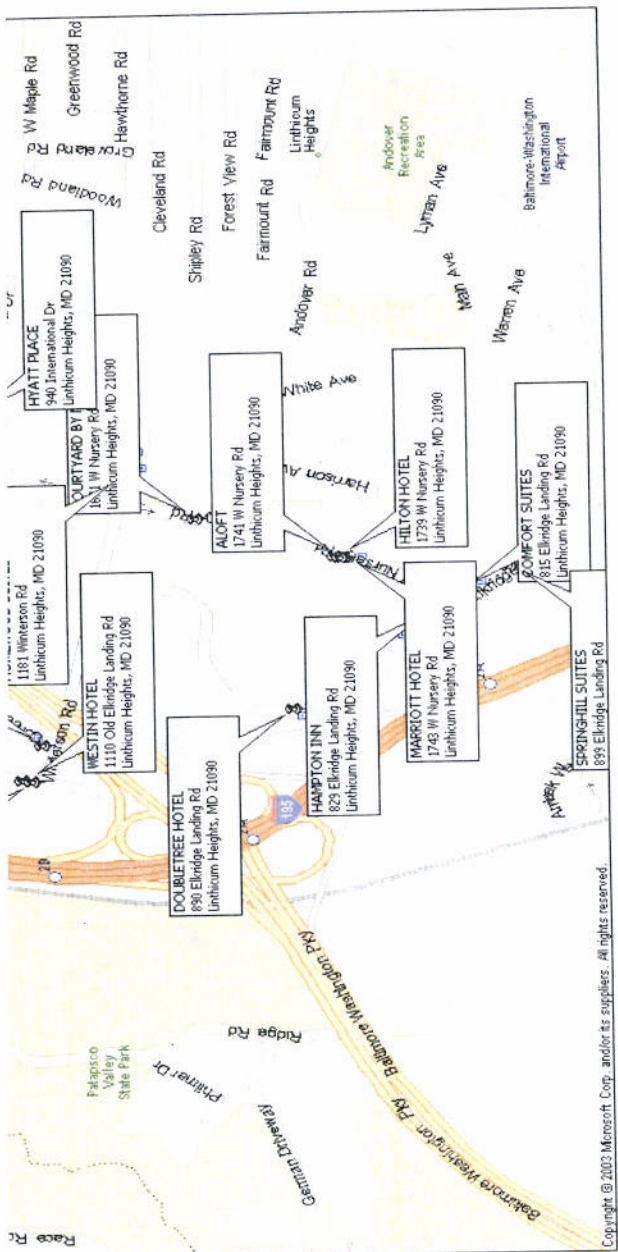 W Maple Rd
Greenwood Rd
Hawthorne Rd
Groveland Rd
Woodland Rd
Cleveland Rd
Shipley Rd
Forest View Rd
Fairmount Rd
Fairmount Rd
Linthicum
Heights
Andover Rd
Andover
Recreation
Area
Lyman Ave
Main Ave
Warren Ave
Baltimore-Washington
International
Airport
HYATT PLACE
940 International Dr
Linthicum Heights, MD 21090
OURTYARD BY
W Nursery Rd
Linthicum Heights, MD 21090
White Ave
Harrison Av
ALOFT
1741 W Nursery Rd
Linthicum Heights, MD 21090
HILTON HOTEL
1739 W Nursery Rd
Linthicum Heights, MD 21090
COMFORT SUITES
815 Elkridge Landing Rd
Linthicum Heights, MD 21090
1181 Winterson Rd
Linthicum Heights, MD 21090
WESTIN HOTEL
1110 Old Elkridge Landing Rd
Linthicum Heights, MD 21090
DOUBLETREE HOTEL
890 Elkridge Landing Rd
Linthicum Heights, MD 21090
HAMPTON INN
829 Elkridge Landing Rd
Linthicum Heights, MD 21090
MARRIOTT HOTEL
1743 W Nursery Rd
Linthicum Heights, MD 21090
SPRINGHILL SUITES
899 Elkridge Landing Rd
195
Baltimore Washington Pky
Baltimore Washington Pky
Ridge Rd
Patapsco
Valley
State Park
Philmar Dr
German Driveway
Race Rd
Copyright © 2003 Microsoft Corp. and/or its suppliers. All rights reserved.